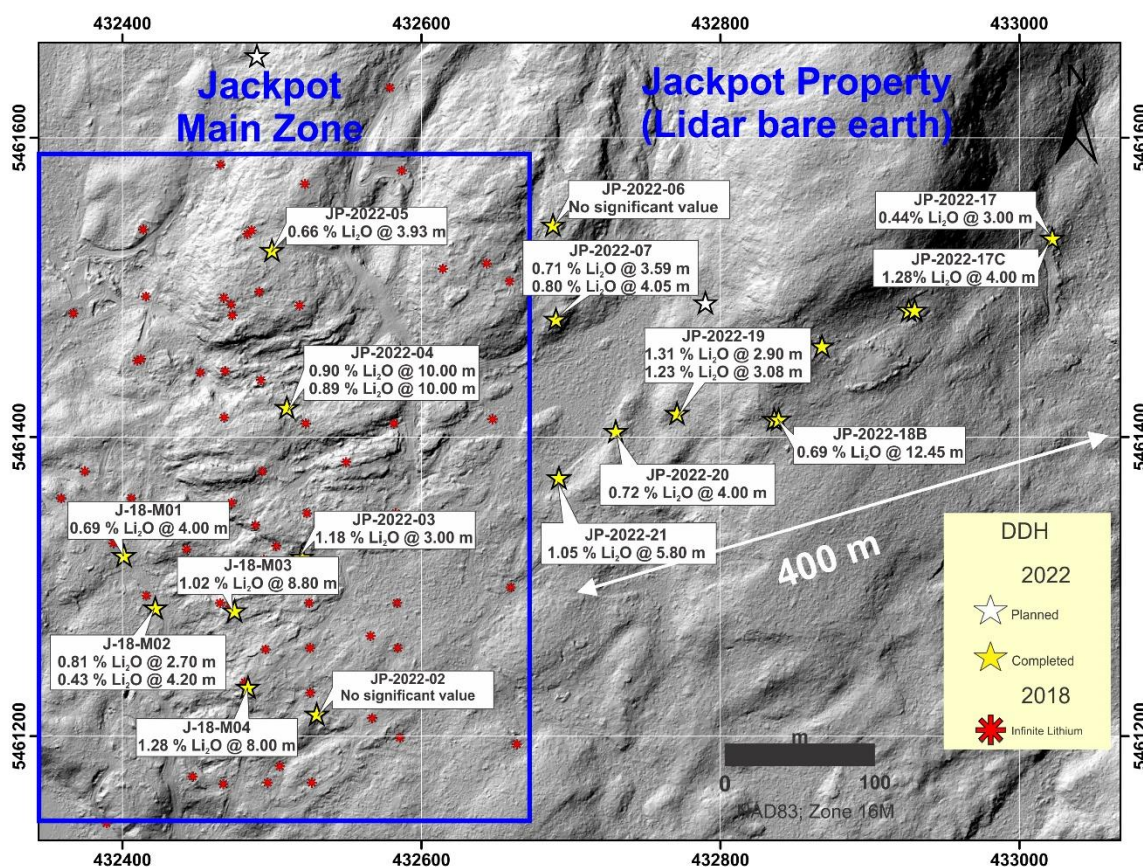 432400
432600
432800
433000
Jackpot
Main Zone
Jackpot Property
(Lidar bare earth)
N
5461600
5461600
JP-2022-06
No significant value
JP-2022-17
0.44% Li₂O @ 3.00 m
JP-2022-05
0.66 % Li₂O @ 3.93 m
JP-2022-07
0.71 % Li₂O @ 3.59 m
0.80 % Li₂O @ 4.05 m
JP-2022-17C
1.28% Li₂O @ 4.00 m
JP-2022-19
1.31 % Li₂O @ 2.90 m
1.23 % Li₂O @ 3.08 m
JP-2022-04
0.90 % Li₂O @ 10.00 m
0.89 % Li₂O @ 10.00 m
5461400
5461400
JP-2022-18B
0.69 % Li₂O @ 12.45 m
JP-2022-20
0.72 % Li₂O @ 4.00 m
J-18-M01
0.69 % Li₂O @ 4.00 m
JP-2022-03
1.18 % Li₂O @ 3.00 m
JP-2022-21
1.05 % Li₂O @ 5.80 m
400 m
J-18-M03
1.02 % Li₂O @ 8.80 m
J-18-M02
0.81 % Li₂O @ 2.70 m
0.43 % Li₂O @ 4.20 m
JP-2022-02
No significant value
J-18-M04
1.28 % Li₂O @ 8.00 m
5461200
5461200
DDH
2022
Planned
Completed
2018
Infinite Lithium
m
0
100
NAD83; Zone 16M
432400
432600
432800
433000